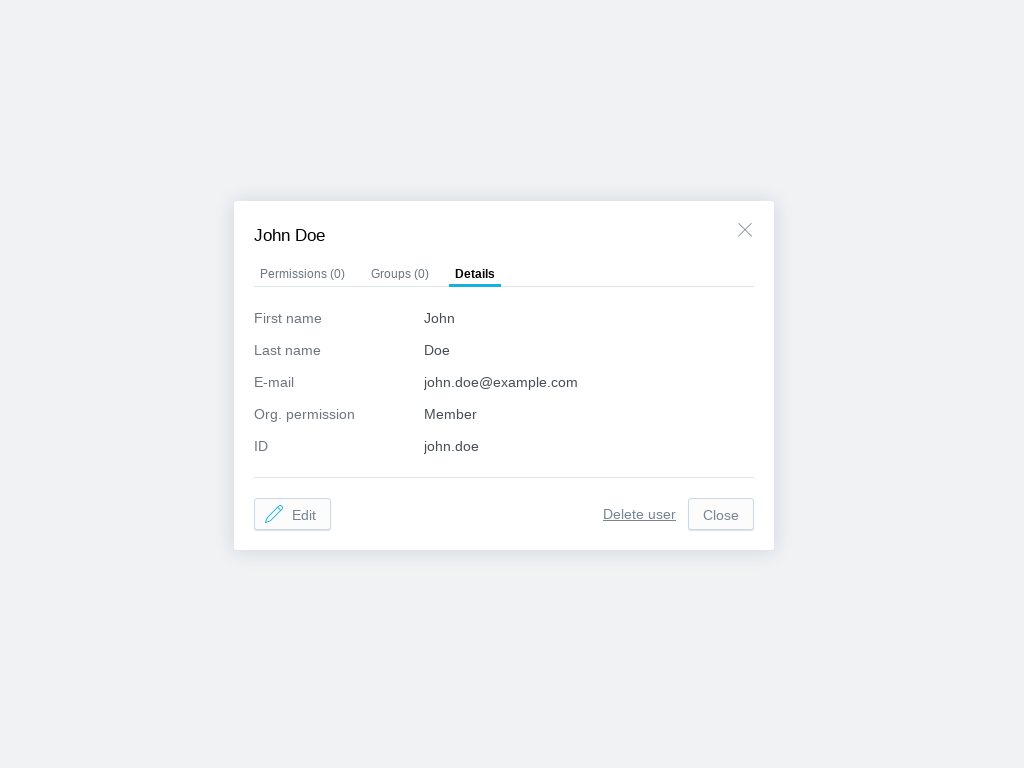 John Doe
Permissions (0) Groups (0) Details
First name John
Last name Doe
E-mail john.doe@example.com
Org. permission Member
ID john.doe
Edit Delete user Close